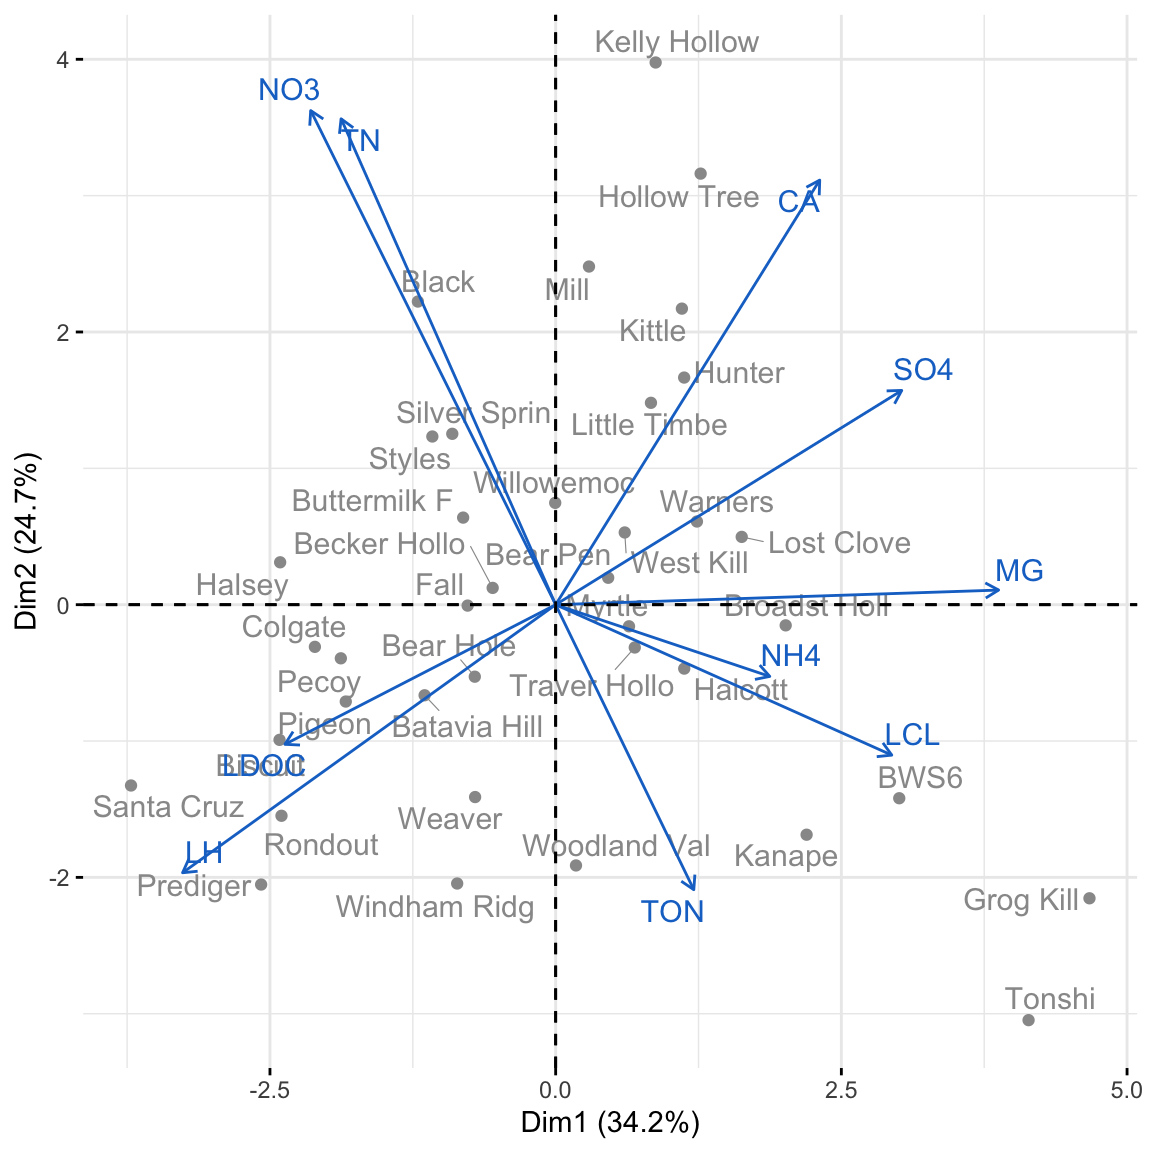 Kelly Hollow
4
NO3
TN
Hollow Tree
CA
Black
Mill
2
Kittle
SO4
Hunter
Silver Sprin
Little Timbe
Styles
Willowemoc
Buttermilk F
Warners
Becker Hollo
Bear Pen
Lost Clove
West Kill
MG
Halsey
Fall
0
Myrtle
Broadst Holl
Colgate
Bear Hole
NH4
Pecoy
Traver Hollo
Halcott
Pigeon
Batavia Hill
LCL
Biscuit
LDOC
BWS6
Santa Cruz
Weaver
Rondout
Woodland Val
LH
Kanape
-2
Prediger
Windham Ridg
TON
Grog Kill
Tonshi
-2.5
0.0
2.5
5.0
Dim1 (34.2%)
Dim2 (24.7%)